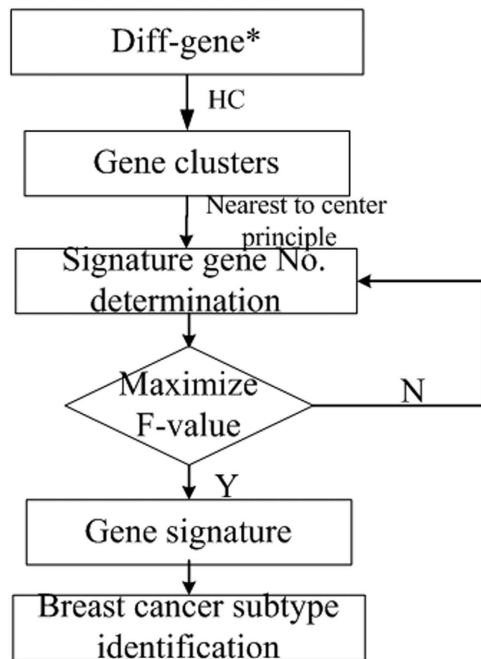 Diff-gene*
HC
Gene clusters
Nearest to center
principle
Signature gene No.
determination
Maximize
F-value
N
Y
Gene signature
Breast cancer subtype
identification